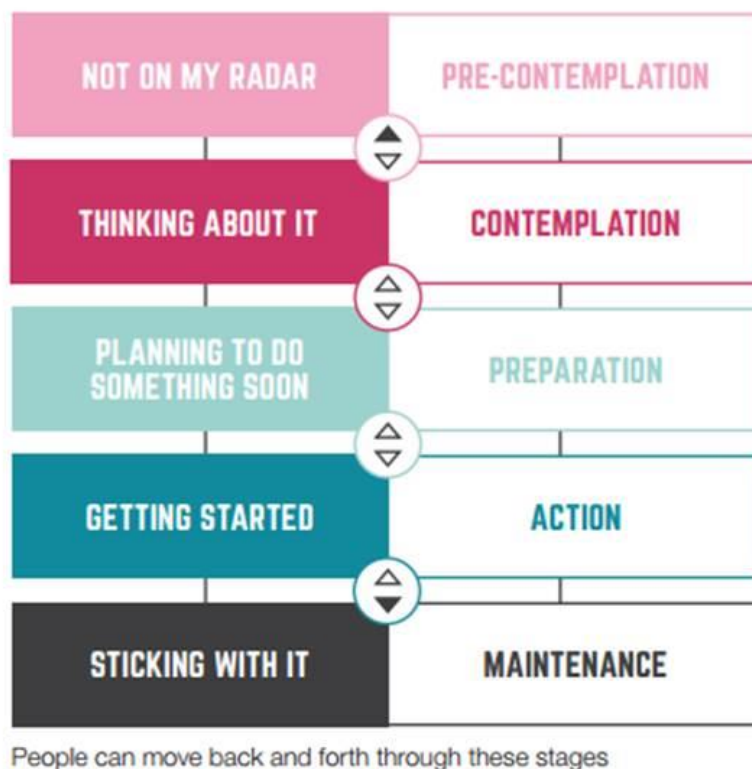 NOT ON MY RADAR
PRE-CONTEMPLATION
THINKING ABOUT IT
CONTEMPLATION
PLANNING TO DO
SOMETHING SOON
PREPARATION
GETTING STARTED
ACTION
STICKING WITH IT
MAINTENANCE
People can move back and forth through these stages